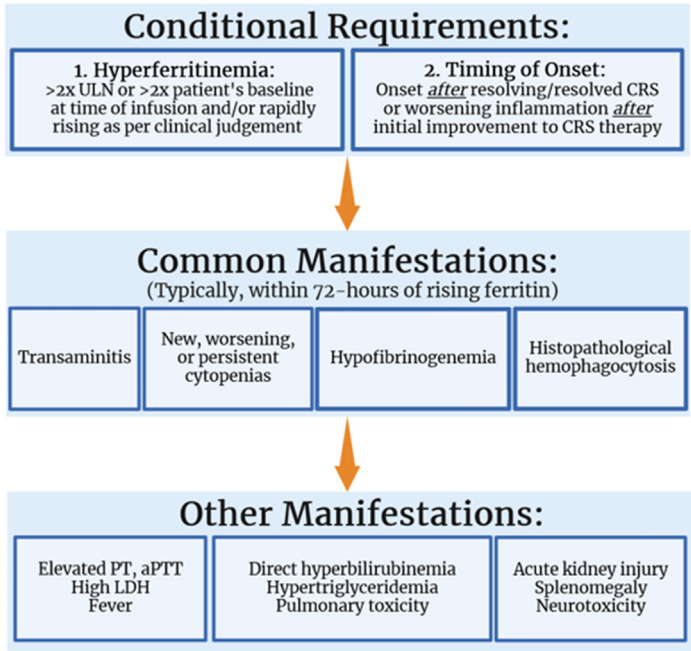 Conditional Requirements:
1. Hyperferritinemia:
>2x ULN or >2x patient's baseline
at time of infusion and/or rapidly
rising as per clinical judgement
2. Timing of Onset:
Onset after resolving/resolved CRS
or worsening inflammation after
initial improvement to CRS therapy
Common Manifestations:
(Typically, within 72-hours of rising ferritin)
Transaminitis
New, worsening,
or persistent
cytopenias
Hypofibrinogenemia
Histopathological
hemophagocytosis
Other Manifestations:
Elevated PT, aPTT
High LDH
Fever
Direct hyperbilirubinemia
Hypertriglyceridemia
Pulmonary toxicity
Acute kidney injury
Splenomegaly
Neurotoxicity